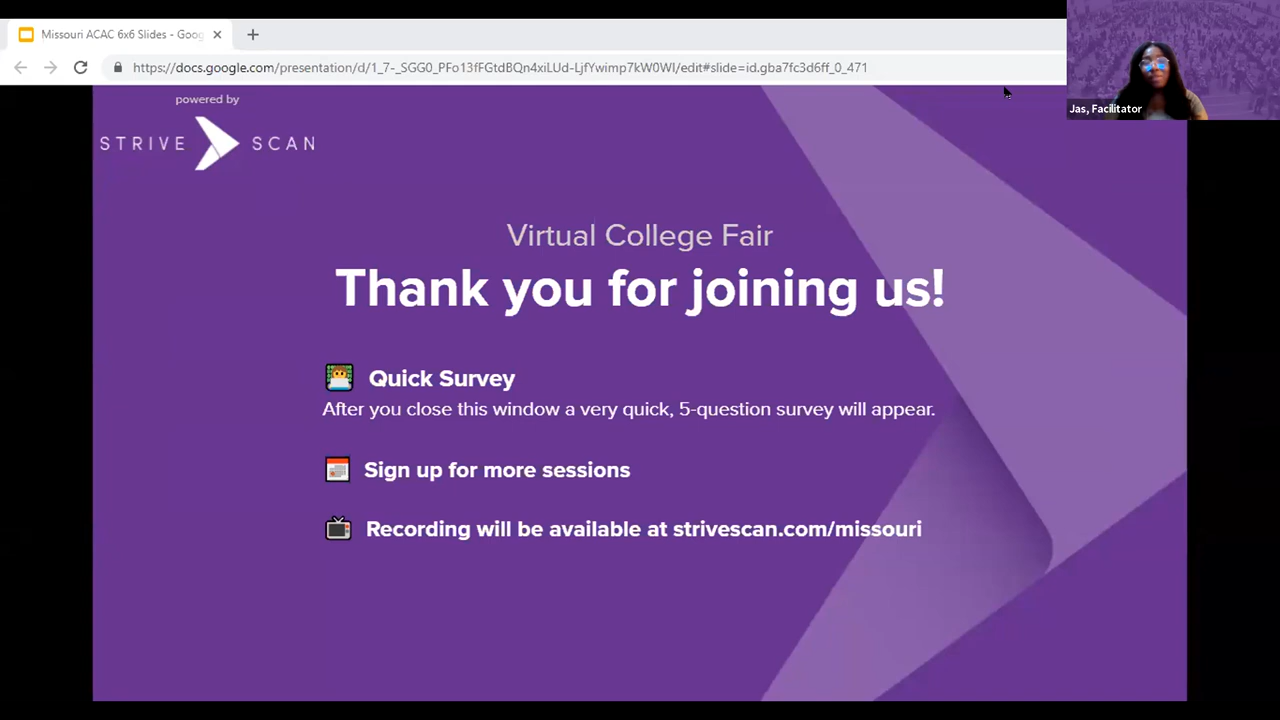 Missouri ACAC 6x6 Slides - Goog
https://docs.google.com/presentation/d/1_7-_SGG0_PFo13fFGtdBQn4xiLUd-LjfYwimp7kW0WI/edit#slide=id.gba7fc3d6ff_0_471
Jas, Facilitator
powered by
STRIVE SCAN
Virtual College Fair
Thank you for joining us!
Quick Survey
After you close this window a very quick, 5-question survey will appear.
Sign up for more sessions
Recording will be available at strivescan.com/missouri